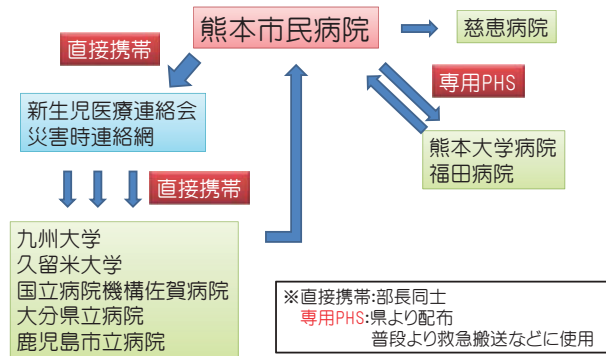 熊本市民病院
慈恵病院
直接携帯
専用PHS
新生児医療連絡会
災害時連絡網
熊本大学病院
福田病院
直接携帯
九州大学
久留米大学
国立病院機構佐賀病院
大分県立病院
鹿児島市立病院
※直接携帯:部長同士
専用PHS:県より配布
普段より救急搬送などに使用